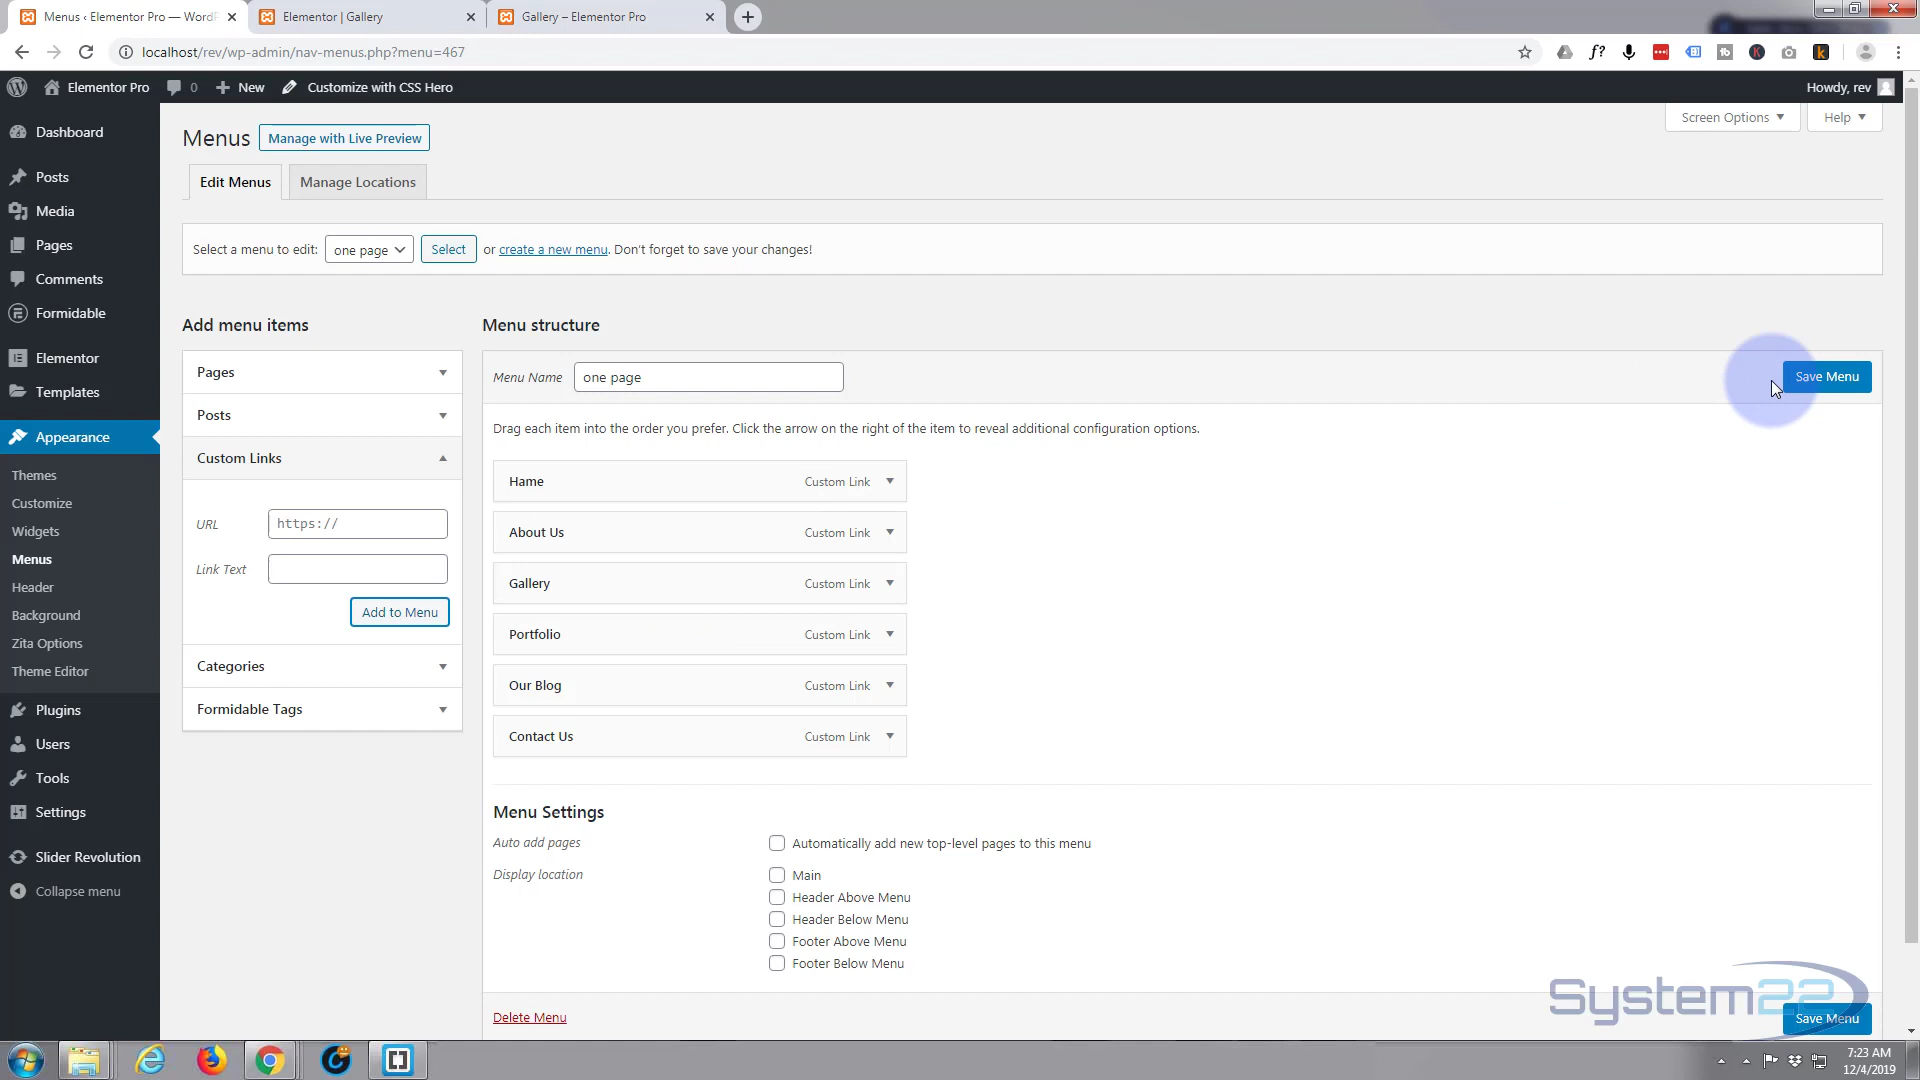 Menus ‹ Elementor Pro — WordP
Elementor | Gallery
Gallery – Elementor Pro
localhost/rev/wp-admin/nav-menus.php?menu=467
Elementor Pro
0
New
Customize with CSS Hero
Howdy, rev
Dashboard
Posts
Media
Pages
Comments
Formidable
Elementor
Templates
Appearance
Themes
Customize
Widgets
Menus
Header
Background
Zita Options
Theme Editor
Plugins
Users
Tools
Settings
Slider Revolution
Collapse menu
Screen Options
Help
Menus
Manage with Live Preview
Edit Menus
Manage Locations
Select a menu to edit: one page Select or create a new menu. Don't forget to save your changes!
Add menu items
Pages
Posts
Custom Links
URL https://
Link Text
Add to Menu
Categories
Formidable Tags
Menu structure
Menu Name one page
Save Menu
Drag each item into the order you prefer. Click the arrow on the right of the item to reveal additional configuration options.
Hame Custom Link
About Us Custom Link
Gallery Custom Link
Portfolio Custom Link
Our Blog Custom Link
Contact Us Custom Link
Menu Settings
Auto add pages
Automatically add new top-level pages to this menu
Display location
Main
Header Above Menu
Header Below Menu
Footer Above Menu
Footer Below Menu
Delete Menu
Save Menu
System22
7:23 AM
12/4/2019